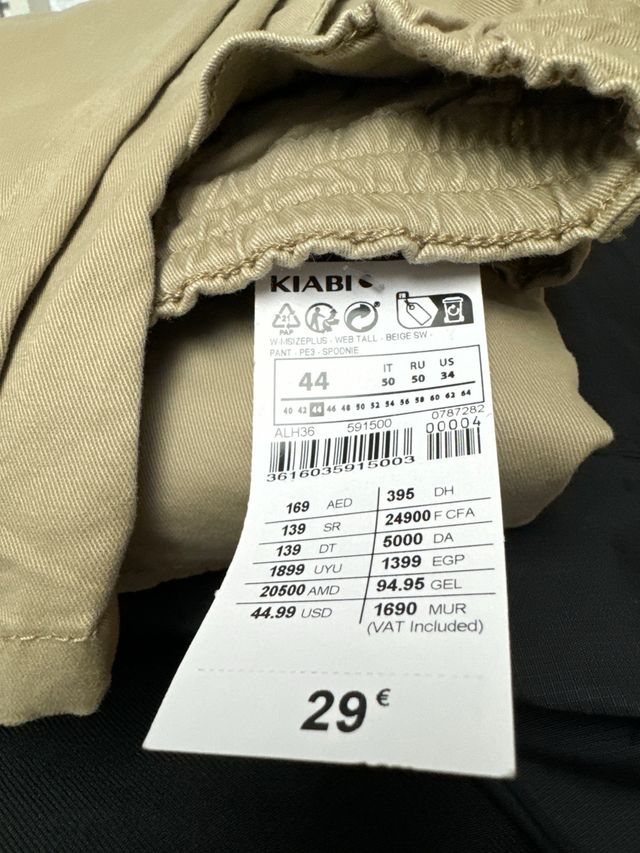 KIABI
21
PAP
FR
W-MSIZEPLUS - WEB TALL - BEIGE SW -
PANT - PE3 - SPODNIE
44 IT 50 RU 50 US 34
40 42 44 46 48 50 52 54 56 58 60 62 64
ALH36 591500 0787282
00004
3616035915003
169 AED 395 DH
139 SR 24900 F CFA
139 DT 5000 DA
1899 UYU 1399 EGP
20500 AMD 94.95 GEL
44.99 USD 1690 MUR
(VAT Included)
29 €